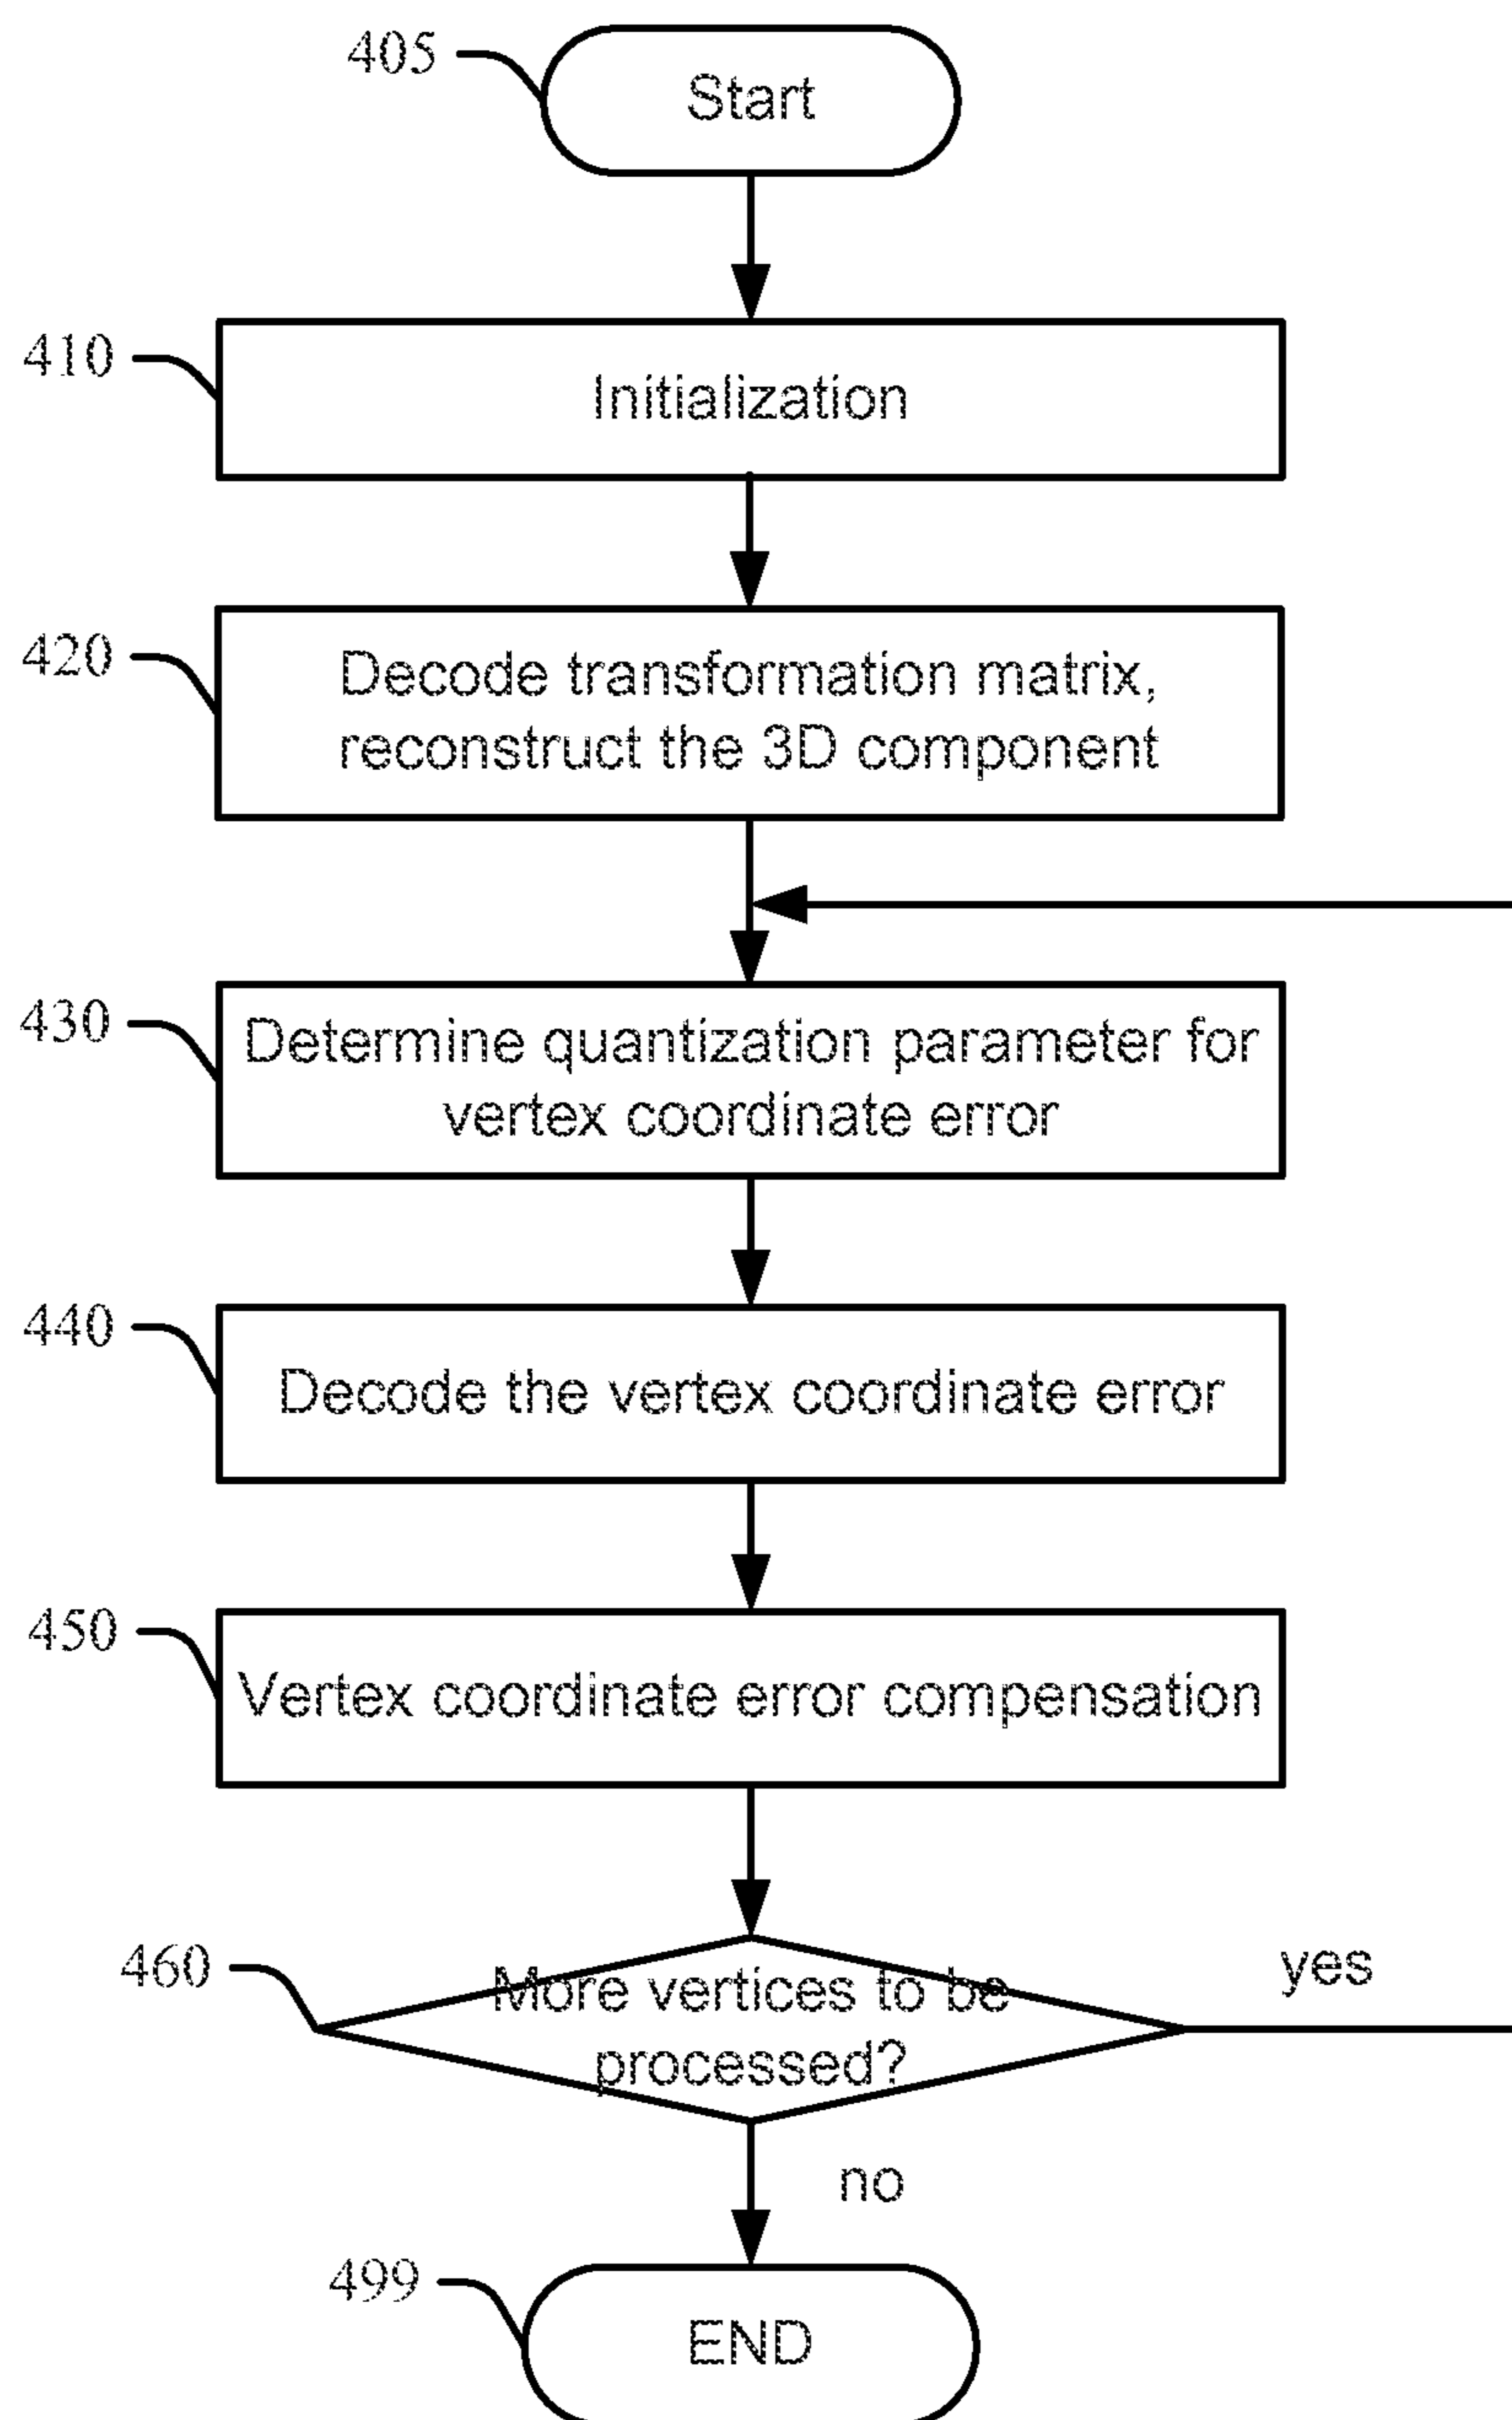 405
Start
410
Initialization
420
Decode transformation matrix,
reconstruct the 3D component
430
Determine quantization parameter for
vertex coordinate error
440
Decode the vertex coordinate error
450
Vertex coordinate error compensation
460
More vertices to be
processed?
yes
no
499
END